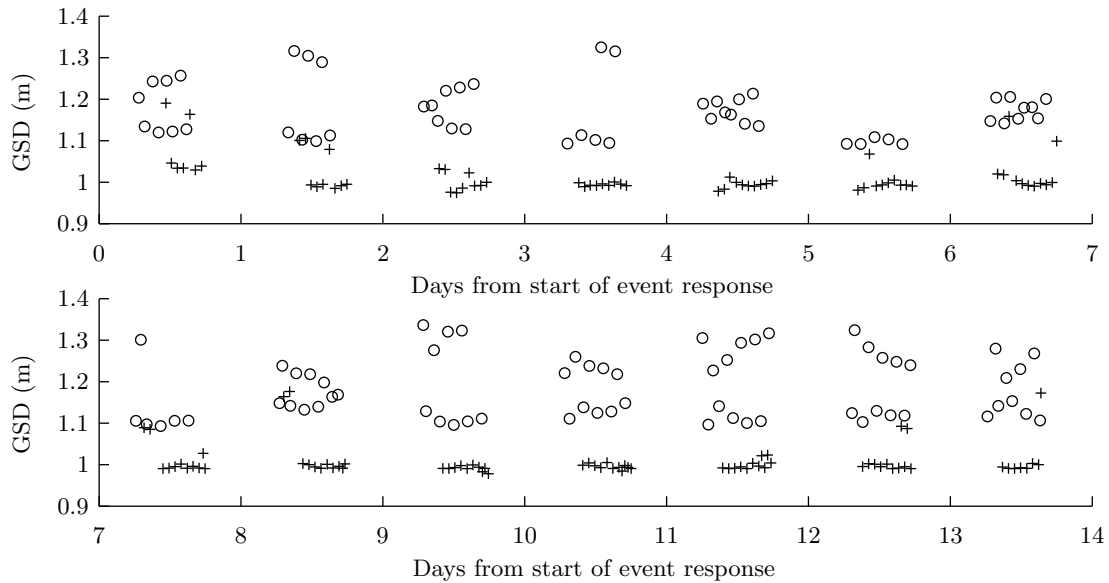 1.4
1.3
1.2
1.1
1
0.9
GSD (m)
0 1 2 3 4 5 6 7
Days from start of event response
1.4
1.3
1.2
1.1
1
0.9
GSD (m)
7 8 9 10 11 12 13 14
Days from start of event response